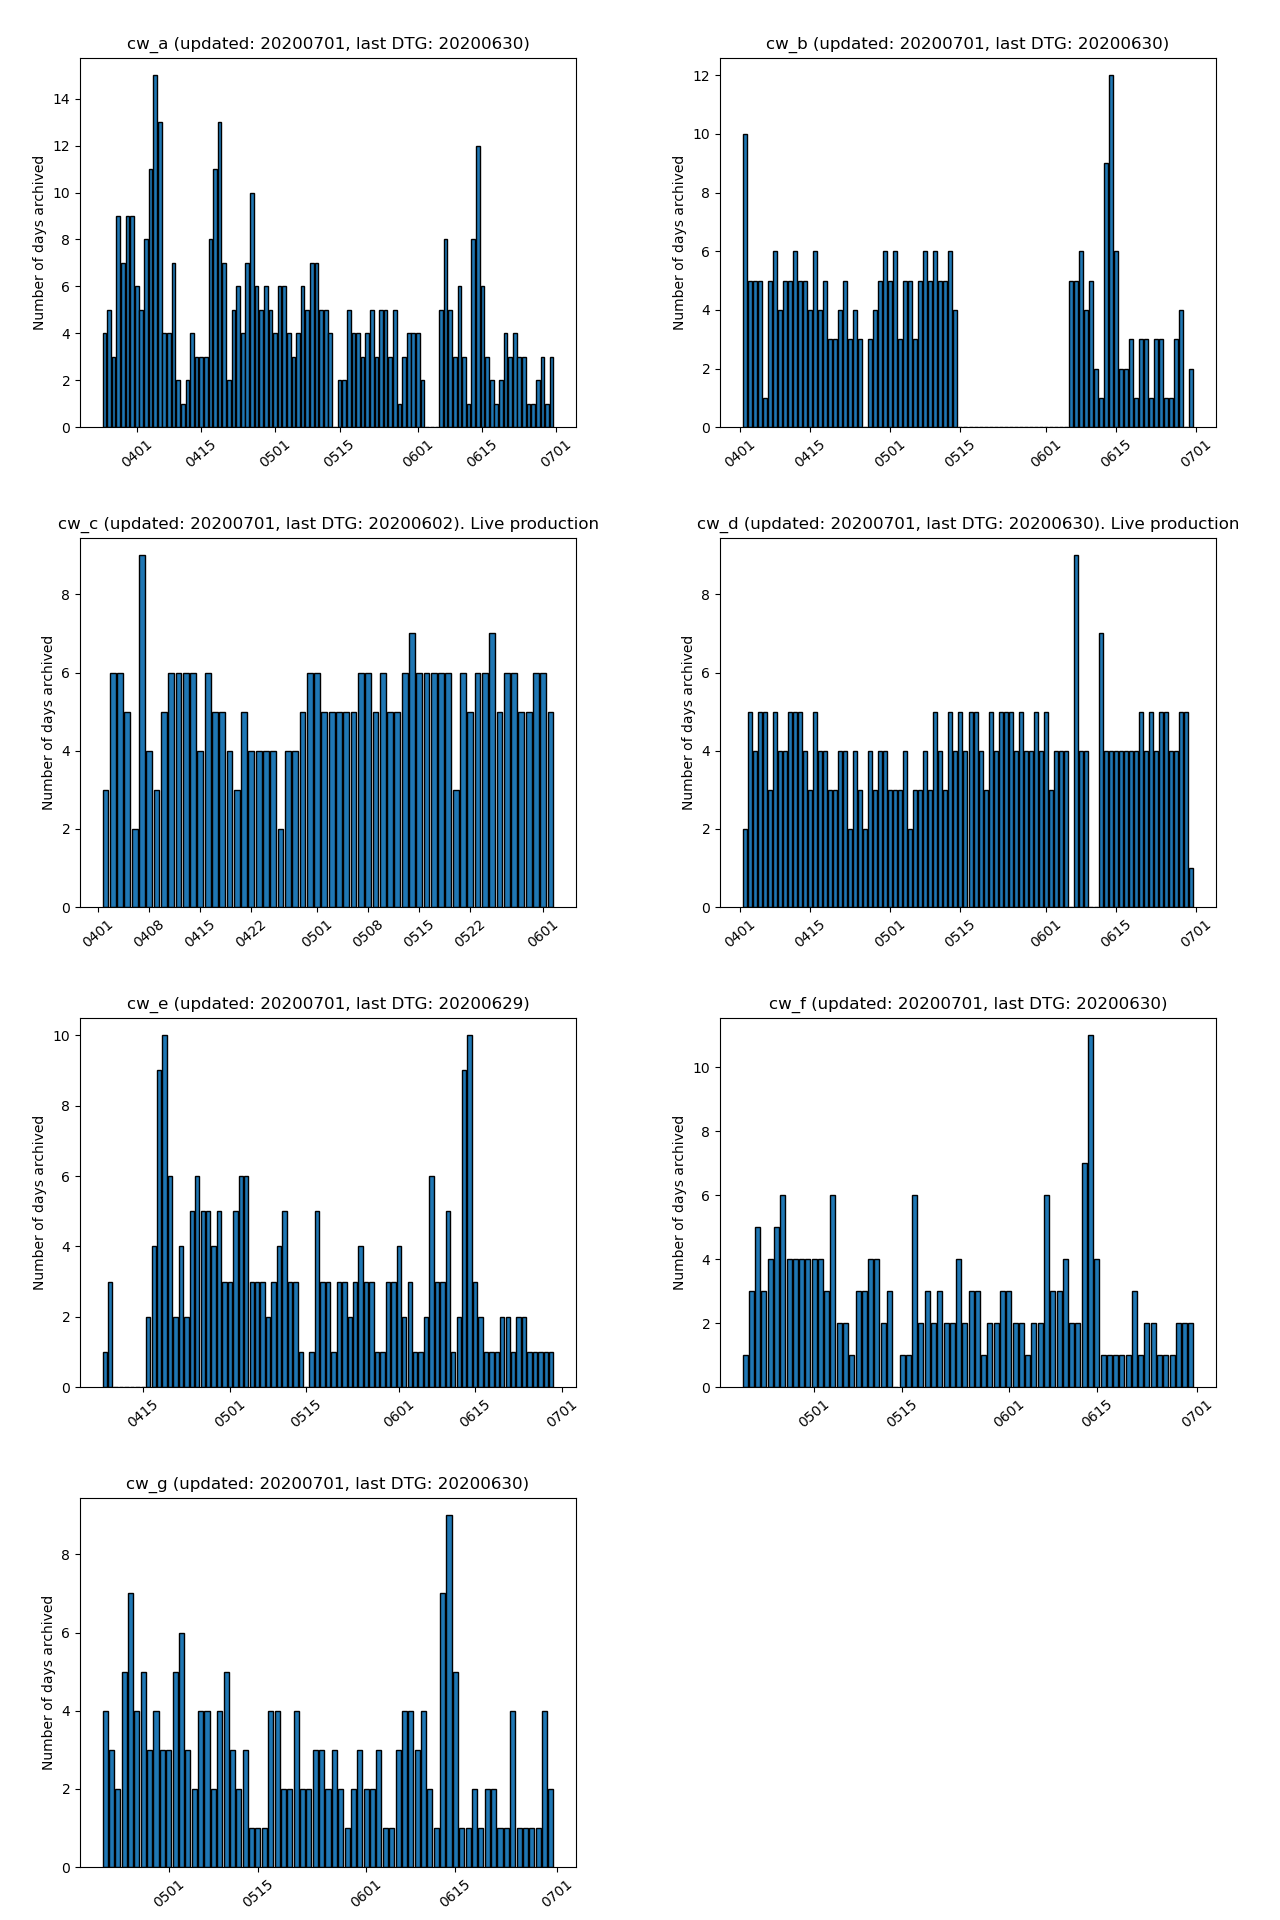 cw_a (updated: 20200701, last DTG: 20200630)
Number of days archived
14
12
10
8
6
4
2
0
0401 0415 0501 0515 0601 0615 0701
cw_b (updated: 20200701, last DTG: 20200630)
Number of days archived
12
10
8
6
4
2
0
0401 0415 0501 0515 0601 0615 0701
cw_c (updated: 20200701, last DTG: 20200602). Live production
Number of days archived
8
6
4
2
0
0401 0408 0415 0422 0501 0508 0515 0522 0601
cw_d (updated: 20200701, last DTG: 20200630). Live production
Number of days archived
8
6
4
2
0
0401 0415 0501 0515 0601 0615 0701
cw_e (updated: 20200701, last DTG: 20200629)
Number of days archived
10
8
6
4
2
0
0415 0501 0515 0601 0615 0701
cw_f (updated: 20200701, last DTG: 20200630)
Number of days archived
10
8
6
4
2
0
0501 0515 0601 0615 0701
cw_g (updated: 20200701, last DTG: 20200630)
Number of days archived
8
6
4
2
0
0501 0515 0601 0615 0701